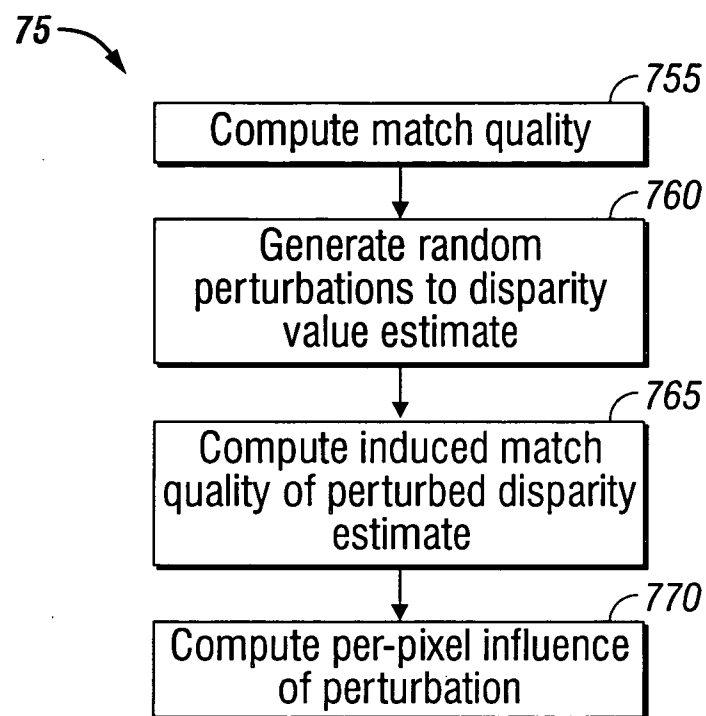 75
755
Compute match quality
760
Generate random
perturbations to disparity
value estimate
765
Compute induced match
quality of perturbed disparity
estimate
770
Compute per-pixel influence
of perturbation